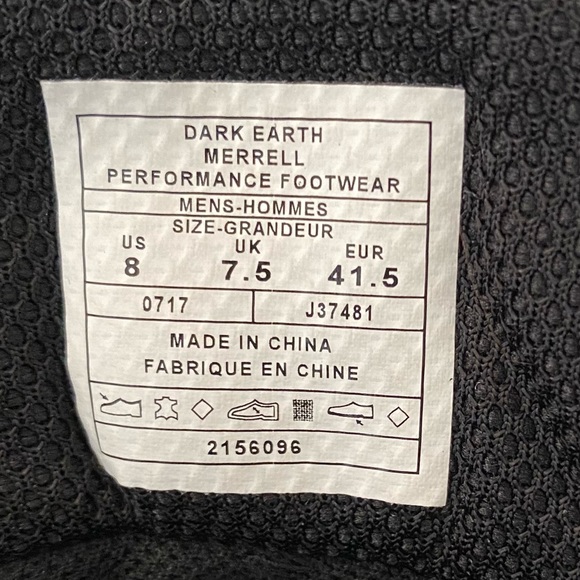 DARK EARTH
MERRELL
PERFORMANCE FOOTWEAR
MENS-HOMMES
SIZE-GRANDEUR
US UK EUR
8 7.5 41.5
0717 J37481
MADE IN CHINA
FABRIQUE EN CHINE
2156096